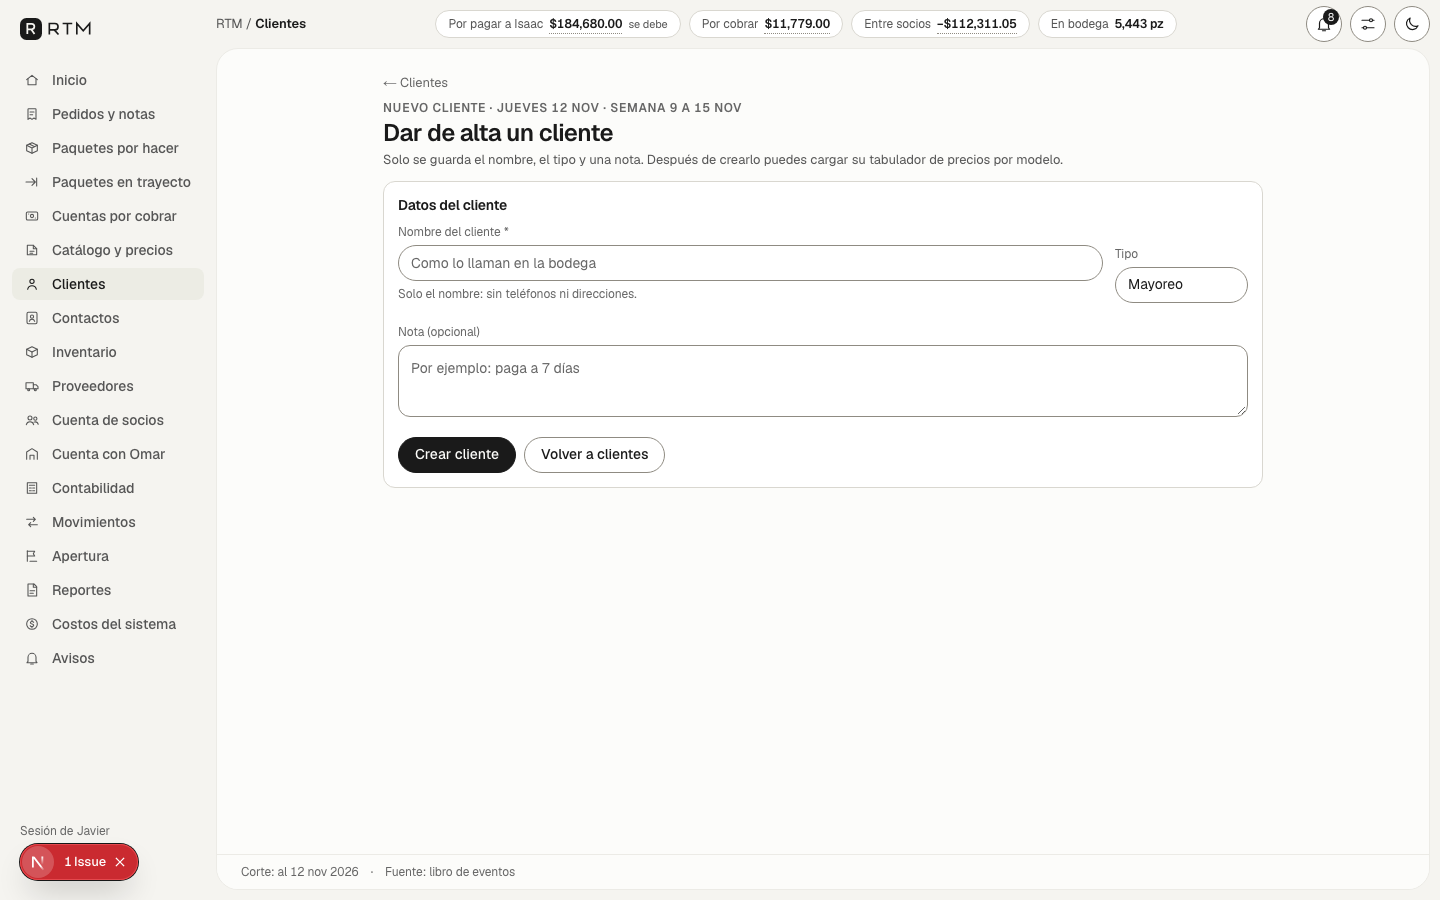 R RTM
RTM / Clientes
Por pagar a Isaac $184,680.00 se debe
Por cobrar $11,779.00
Entre socios −$112,311.05
En bodega 5,443 pz
8
Inicio
Pedidos y notas
Paquetes por hacer
Paquetes en trayecto
Cuentas por cobrar
Catálogo y precios
Clientes
Contactos
Inventario
Proveedores
Cuenta de socios
Cuenta con Omar
Contabilidad
Movimientos
Apertura
Reportes
Costos del sistema
Avisos
Sesión de Javier
N 1 Issue
← Clientes
NUEVO CLIENTE · JUEVES 12 NOV · SEMANA 9 A 15 NOV
Dar de alta un cliente
Solo se guarda el nombre, el tipo y una nota. Después de crearlo puedes cargar su tabulador de precios por modelo.
Datos del cliente
Nombre del cliente *
Como lo llaman en la bodega
Solo el nombre: sin teléfonos ni direcciones.
Tipo
Mayoreo
Nota (opcional)
Por ejemplo: paga a 7 días
Crear cliente
Volver a clientes
Corte: al 12 nov 2026 · Fuente: libro de eventos